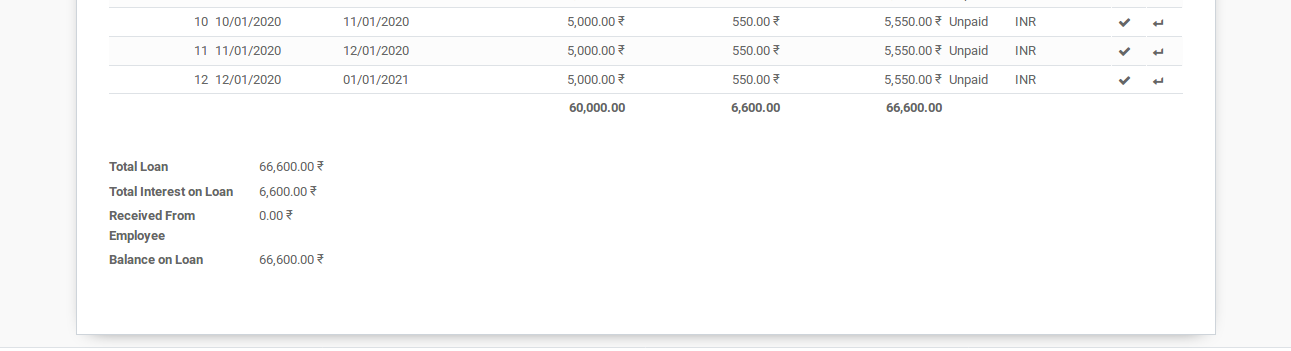 10 10/01/2020 11/01/2020 5,000.00 ₹ 550.00 ₹ 5,550.00 ₹ Unpaid INR
11 11/01/2020 12/01/2020 5,000.00 ₹ 550.00 ₹ 5,550.00 ₹ Unpaid INR
12 12/01/2020 01/01/2021 5,000.00 ₹ 550.00 ₹ 5,550.00 ₹ Unpaid INR
60,000.00 6,600.00 66,600.00
Total Loan 66,600.00 ₹
Total Interest on Loan 6,600.00 ₹
Received From 0.00 ₹
Employee
Balance on Loan 66,600.00 ₹